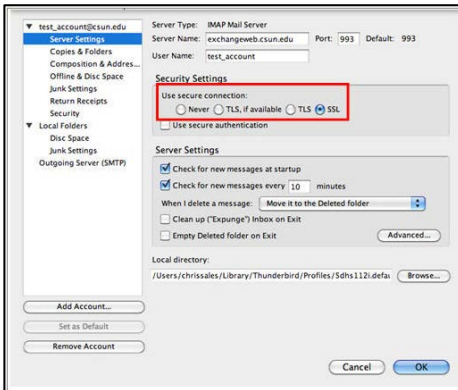 test_account@csun.edu
Server Settings
Copies & Folders
Composition & Addres...
Offline & Disc Space
Junk Settings
Return Receipts
Security
Local Folders
Disc Space
Junk Settings
Outgoing Server (SMTP)
Add Account...
Set as Default
Remove Account
Server Type: IMAP Mail Server
Server Name: exchangeweb.csun.edu Port: 993 Default: 993
User Name: test_account
Security Settings
Use secure connection:
Never TLS, if available TLS SSL
Use secure authentication
Server Settings
Check for new messages at startup
Check for new messages every 10 minutes
When I delete a message: Move it to the Deleted folder
Clean up ("Expunge") Inbox on Exit
Empty Deleted folder on Exit Advanced...
Local directory:
/Users/chrissales/Library/Thunderbird/Profiles/5dhs112i.defau Browse...
Cancel OK